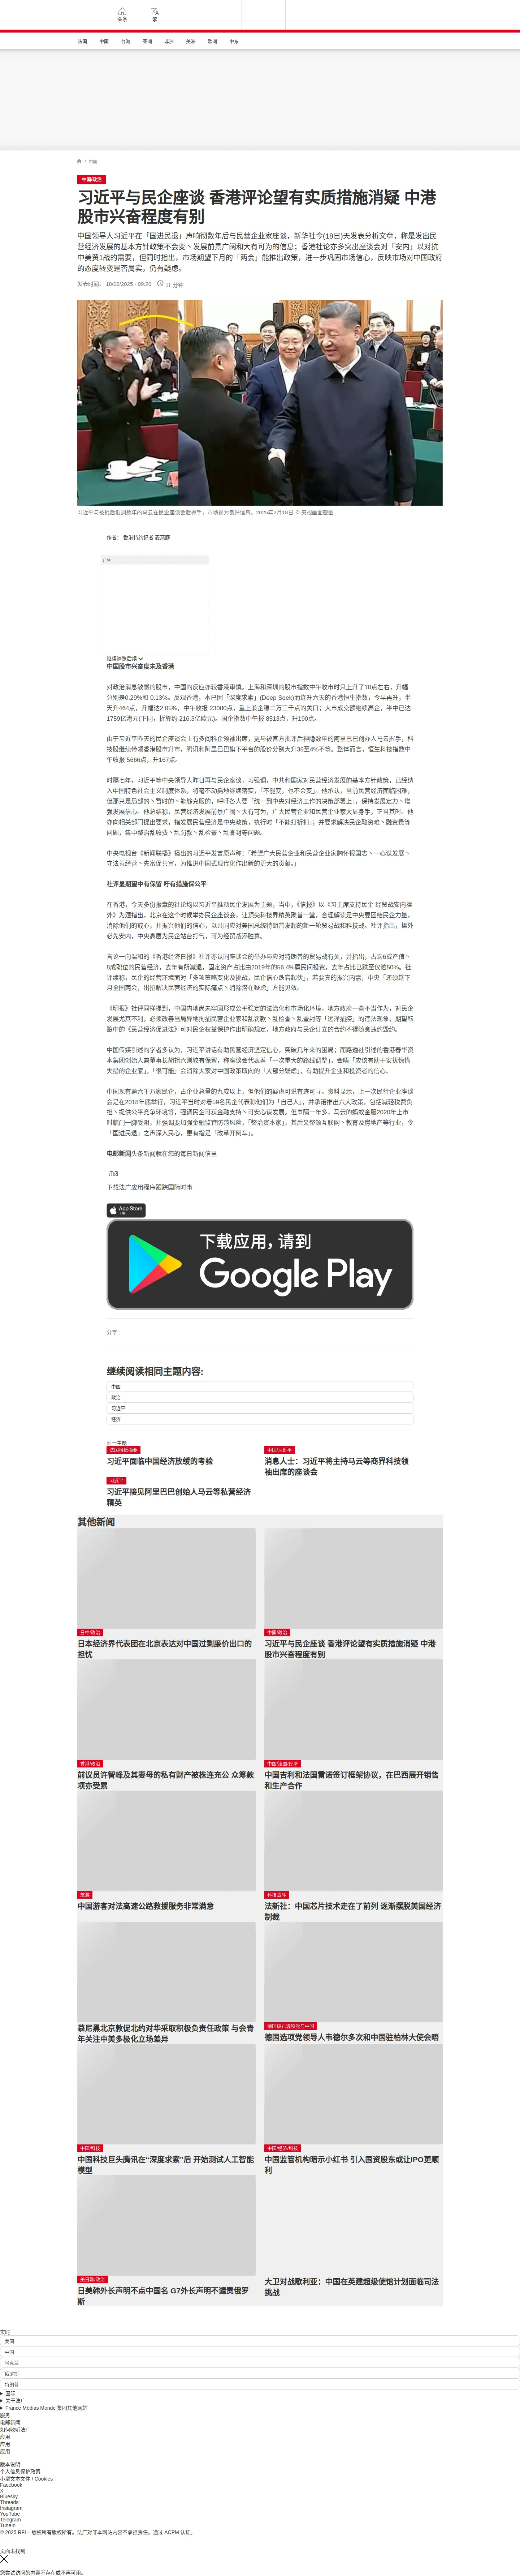 头条
繁
法国
中国
台海
亚洲
非洲
美洲
欧洲
中东
/ 中国
中国/政治
习近平与民企座谈 香港评论望有实质措施消疑 中港
股市兴奋程度有别
中国领导人习近平在「国进民退」声响彻数年后与民营企业家座谈，新华社今(18日)天发表分析文章，称是发出民
营经济发展的基本方针政策不会变丶发展前景广阔和大有可为的信息；香港社论亦多突出座谈会对「安内」以对抗
中美贸1战的需要，但同时指出，市场期望下月的「两会」能推出政策，进一步巩固市场信心，反映市场对中国政府
的态度转变是否属实，仍有疑虑。
发表时间： 18/02/2025 - 09:20
11 分钟
习近平与被批后低调数年的马云在民企座谈会后握手，市场视为良好信息。2025年2月18日 © 央视画面截图
作者： 香港特约记者 麦燕庭
广告
继续浏览后续
中国股市兴奋度未及香港
对政治消息敏感的股市，中国的反应亦较香港审慎。上海和深圳的股市指数中午收市时只上升了10点左右，升幅
分别是0.29%和 0.13%。反观香港，本已因「深度求索」(Deep Seek)而连升六天的香港恒生指数，今早再升，半
天升464点，升幅达2.05%，中午收报 23080点，重上兼企稳二万三千点的关口；大市成交额继续高企，半中已达
1759亿港元(下同，折算约 216.3亿欧元)。国企指数中午报 8513点，升190点。
由于习近平昨天的民企座谈会上有多间科企领袖出席，更与被官方批评后神隐数年的阿里巴巴创办人马云握手，科
技股继续带领香港股市升市，腾讯和阿里巴巴旗下平台的股价分别大升35至4%不等。整体而言，恒生科技指数中
午收报 5666点，升167点。
时隔七年，习近平等中央领导人昨日再与民企座谈，习强调，中共和国家对民营经济发展的基本方针政策，已经纳
入中国特色社会主义制度体系，将毫不动摇地继续落实，「不能变，也不会变」。他承认，当前民营经济面临困难，
但那只是局部的丶暂时的丶能够克服的，呼吁各人要「统一到中央对经济工作的决策部署上」，保持发展定力丶增
强发展信心。他总结称，民营经济发展前景广阔丶大有可为，广大民营企业和民营企业家大显身手，正当其时。他
亦向相关部门提出要求，指发展民营经济是中央政策，执行时「不能打折扣」；并要求解决民企融资难丶融资贵等
问题，集中整治乱收费丶乱罚款丶乱检查丶乱查封等问题。
中央电视台《新闻联播》播出的习近平发言原声称：「希望广大民营企业和民营企业家胸怀报国志丶一心谋发展丶
守法善经营丶先富促共富，为推进中国式现代化作出新的更大的贡献。」
社评显期望中有保留 吁有措施保公平
在香港，今天多份报章的社论均以习近平推动民企发展为主题，当中，《信报》以《习主席支持民企 经贸战安内攘
外》为题指出，北京在这个时候举办民企座谈会，让顶尖科技界精英聚首一堂，合理解读是中央要团结民企力量，
消除他们的戒心，并振兴他们的信心，以共同应对美国总统特朗普发起的新一轮贸易战和科技战。社评指出，攘外
必先安内，中央高层为民企站台打气，可为经贸战添胜算。
言论一向温和的《香港经济日报》社评亦认同座谈会的举办与应对特朗普的贸易战有关，并指出，占逾6成产值丶
8成职位的民营经济，去年有所减退，固定资产占比由2019年的56.4%属民间投资，去年占比已跌至仅逾50%。社
评续称，民企的经营环境面对「多项策略变化及挑战，民企信心跌宕起伏」，若要真的振兴内需，中央「还须趁下
月全国两会，出招解决民营经济的实际痛点丶消除潜在疑虑」方能见效。
《明报》社评同样提到，中国内地尚未牢固形成公平稳定的法治化和市场化环境，地方政府一些不当作为，对民企
发展尤其不利，必须改善当局异地拘捕民营企业家和乱罚款丶乱检查丶乱查封等「远洋捕捞」的违法现象，期望酝
酿中的《民营经济促进法》可对民企权益保护作出明确规定，地方政府与民企订立的合约不得随意违约毁约。
中国传媒引述的学者多认为，习近平讲话有助民营经济坚定信心，突破几年来的困局；而路透社引述的香港春华资
本集团创始人兼董事长胡祖六则较有保留，称座谈会代表着「一次重大的路线调整」，会晤「应该有助于安抚惊慌
失措的企业家」，「很可能」会消除大家对中国政策取向的「大部分疑虑」，有助提升企业和投资者的信心。
中国现有逾六千万家民企，占企业总量的九成以上，但他们的疑虑可说有迹可寻。资料显示，上一次民营企业座谈
会是在2018年底举行，习近平当时对着59名民企代表称他们为「自己人」，并承诺推出六大政策，包括减轻税费负
担丶提供公平竞争环境等，强调民企可获金融支持丶可安心谋发展。但事隔一年多，马云的蚂蚁金服2020年上市
时临门一脚受阻，并强调要加强金融监管防范风险，「整治资本家」，其后又整顿互联网丶教育及房地产等行业，令
「国进民退」之声深入民心，更有指是「改革开倒车」。
电邮新闻头条新闻就在您的每日新闻信里
订阅
下载法广应用程序跟踪国际时事
App Store
下载
下载应用，请到
Google Play
分享 :
继续阅读相同主题内容:
中国
政治
习近平
经济
同一主题
法国报纸摘要
习近平面临中国经济放缓的考验
中国/习近平
消息人士：习近平将主持马云等商界科技领
袖出席的座谈会
习近平
习近平接见阿里巴巴创始人马云等私营经济
精英
其他新闻
日中/政治
日本经济界代表团在北京表达对中国过剩廉价出口的
担忧
中国/政治
习近平与民企座谈 香港评论望有实质措施消疑 中港
股市兴奋程度有别
香港/政治
前议员许智峰及其妻母的私有财产被株连充公 众筹款
项亦受累
中国/法国/经济
中国吉利和法国雷诺签订框架协议，在巴西展开销售
和生产合作
旅游
中国游客对法高速公路救援服务非常满意
科技战斗
法新社：中国芯片技术走在了前列 逐渐摆脱美国经济
制裁
慕尼黑北京敦促北约对华采取积极负责任政策 与会青
年关注中美多极化立场差异
德国极右选项党与中国
德国选项党领导人韦德尔多次和中国驻柏林大使会晤
中国/科技
中国科技巨头腾讯在“深度求索”后 开始测试人工智能
模型
中国/经济/科技
中国监管机构暗示小红书 引入国资股东或让IPO更顺
利
美日韩/政治
日美韩外长声明不点中国名 G7外长声明不谴责俄罗
斯
大卫对战歌利亚：中国在英建超级使馆计划面临司法
挑战
实时
美国
中国
乌克兰
俄罗斯
特朗普
国际
关于法广
France Médias Monde 集团其他网站
服务
电邮新闻
如何收听法广
应用
应用
应用
版本说明
个人信息保护政策
小型文本文件 / Cookies
Facebook
X
Bluesky
Threads
Instagram
YouTube
Telegram
TuneIn
© 2025 RFI – 版权所有版权所有。法广对非本网站内容不承担责任。通过 ACPM 认证。
页面未找到
您尝试访问的内容不存在或不再可用。